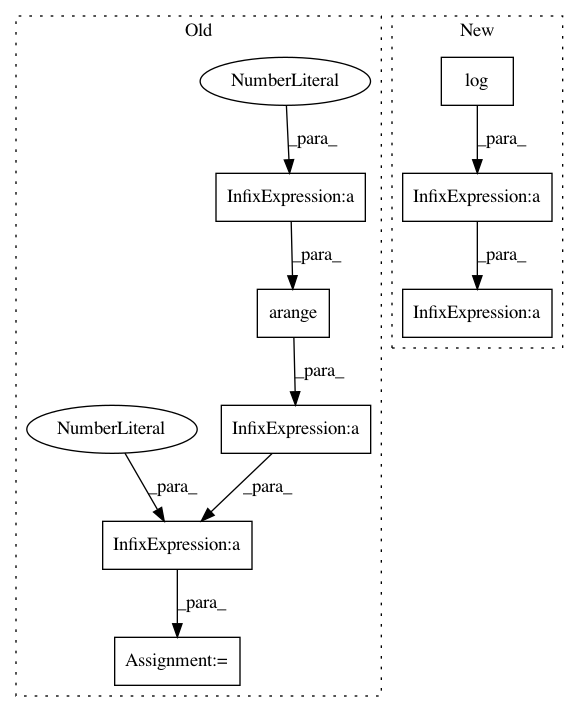 Old
New
NumberLiteral
log
_para_
_para_
InfixExpression:a
InfixExpression:a
_para_
_para_
arange
InfixExpression:a
_para_
NumberLiteral
InfixExpression:a
_para_
_para_
InfixExpression:a
_para_
Assignment:=